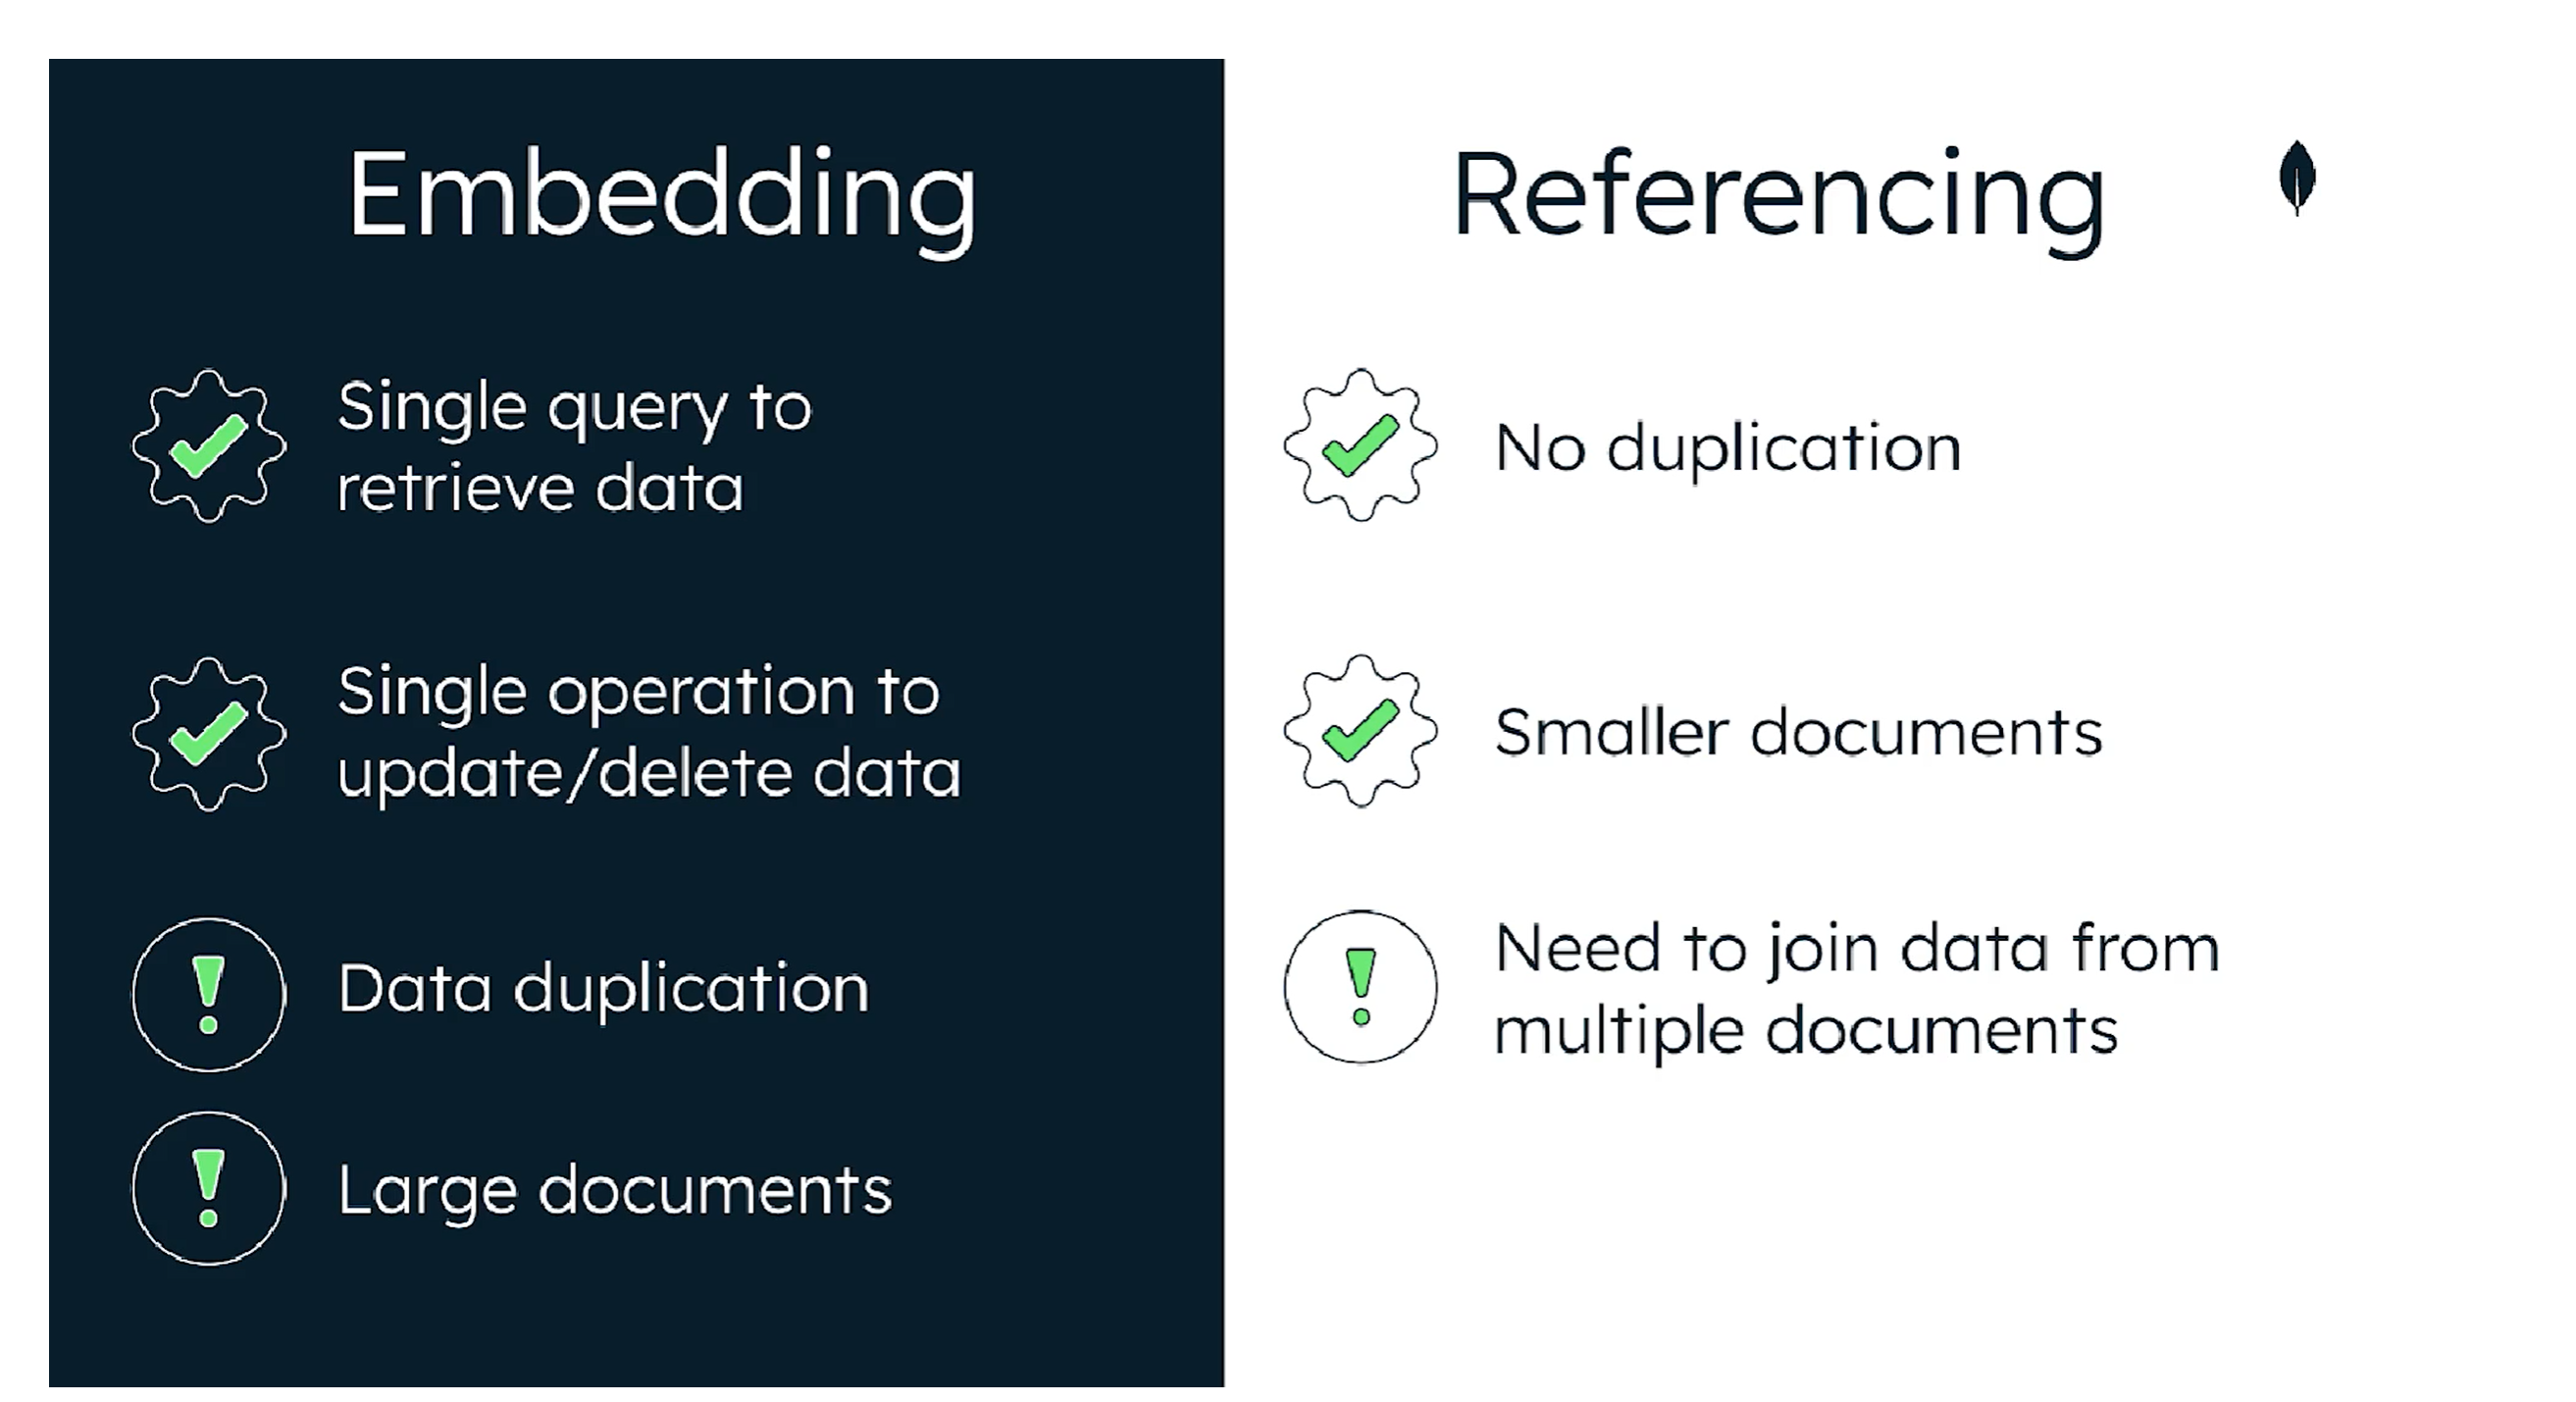 Embedding
Single query to
retrieve data
Single operation to
update/delete data
Data duplication
Large documents
Referencing
No duplication
Smaller documents
Need to join data from
multiple documents